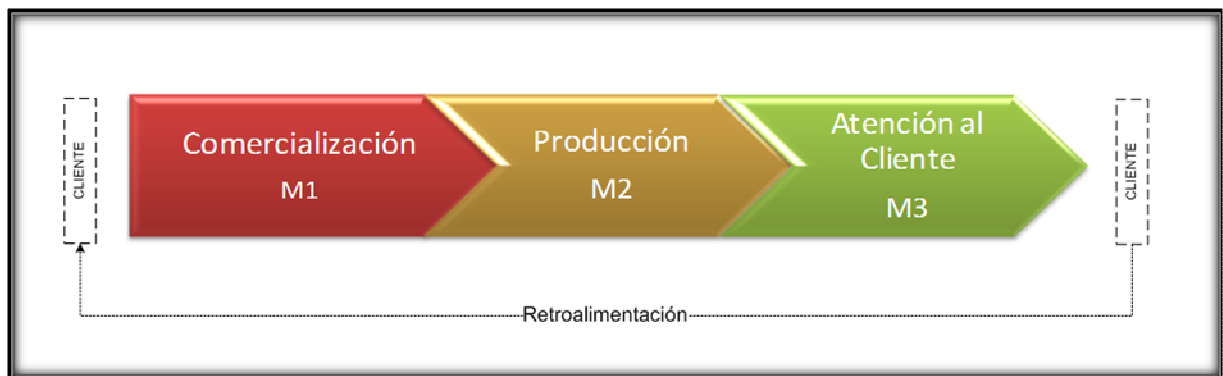 CLIENTE
Comercialización
M1
Producción
M2
Atención al
Cliente
M3
CLIENTE
Retroalimentación